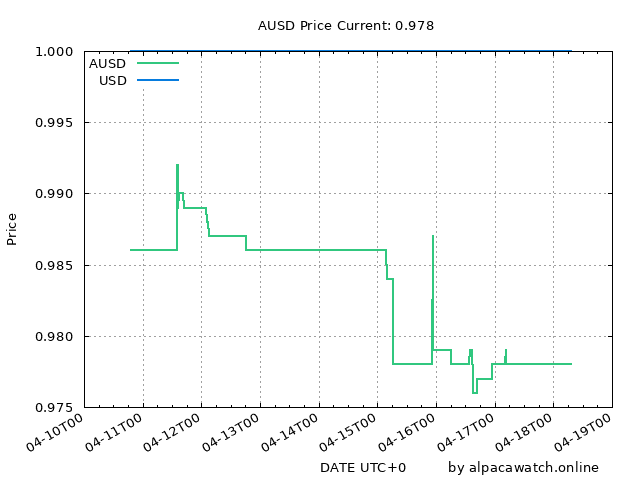 AUSD Price Current: 0.978
1.000
AUSD
USD
0.995
0.990
Price
0.985
0.980
0.975
04-10T00 04-11T00 04-12T00 04-13T00 04-14T00 04-15T00 04-16T00 04-17T00 04-18T00 04-19T00
DATE UTC+0 by alpacawatch.online